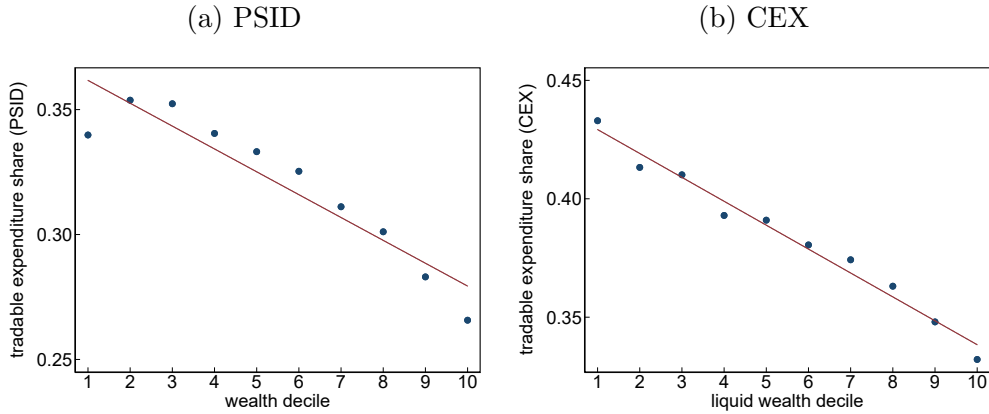 (a) PSID
tradable expenditure share (PSID)
0.35
0.30
0.25
1 2 3 4 5 6 7 8 9 10
wealth decile
(b) CEX
tradable expenditure share (CEX)
0.45
0.40
0.35
1 2 3 4 5 6 7 8 9 10
liquid wealth decile